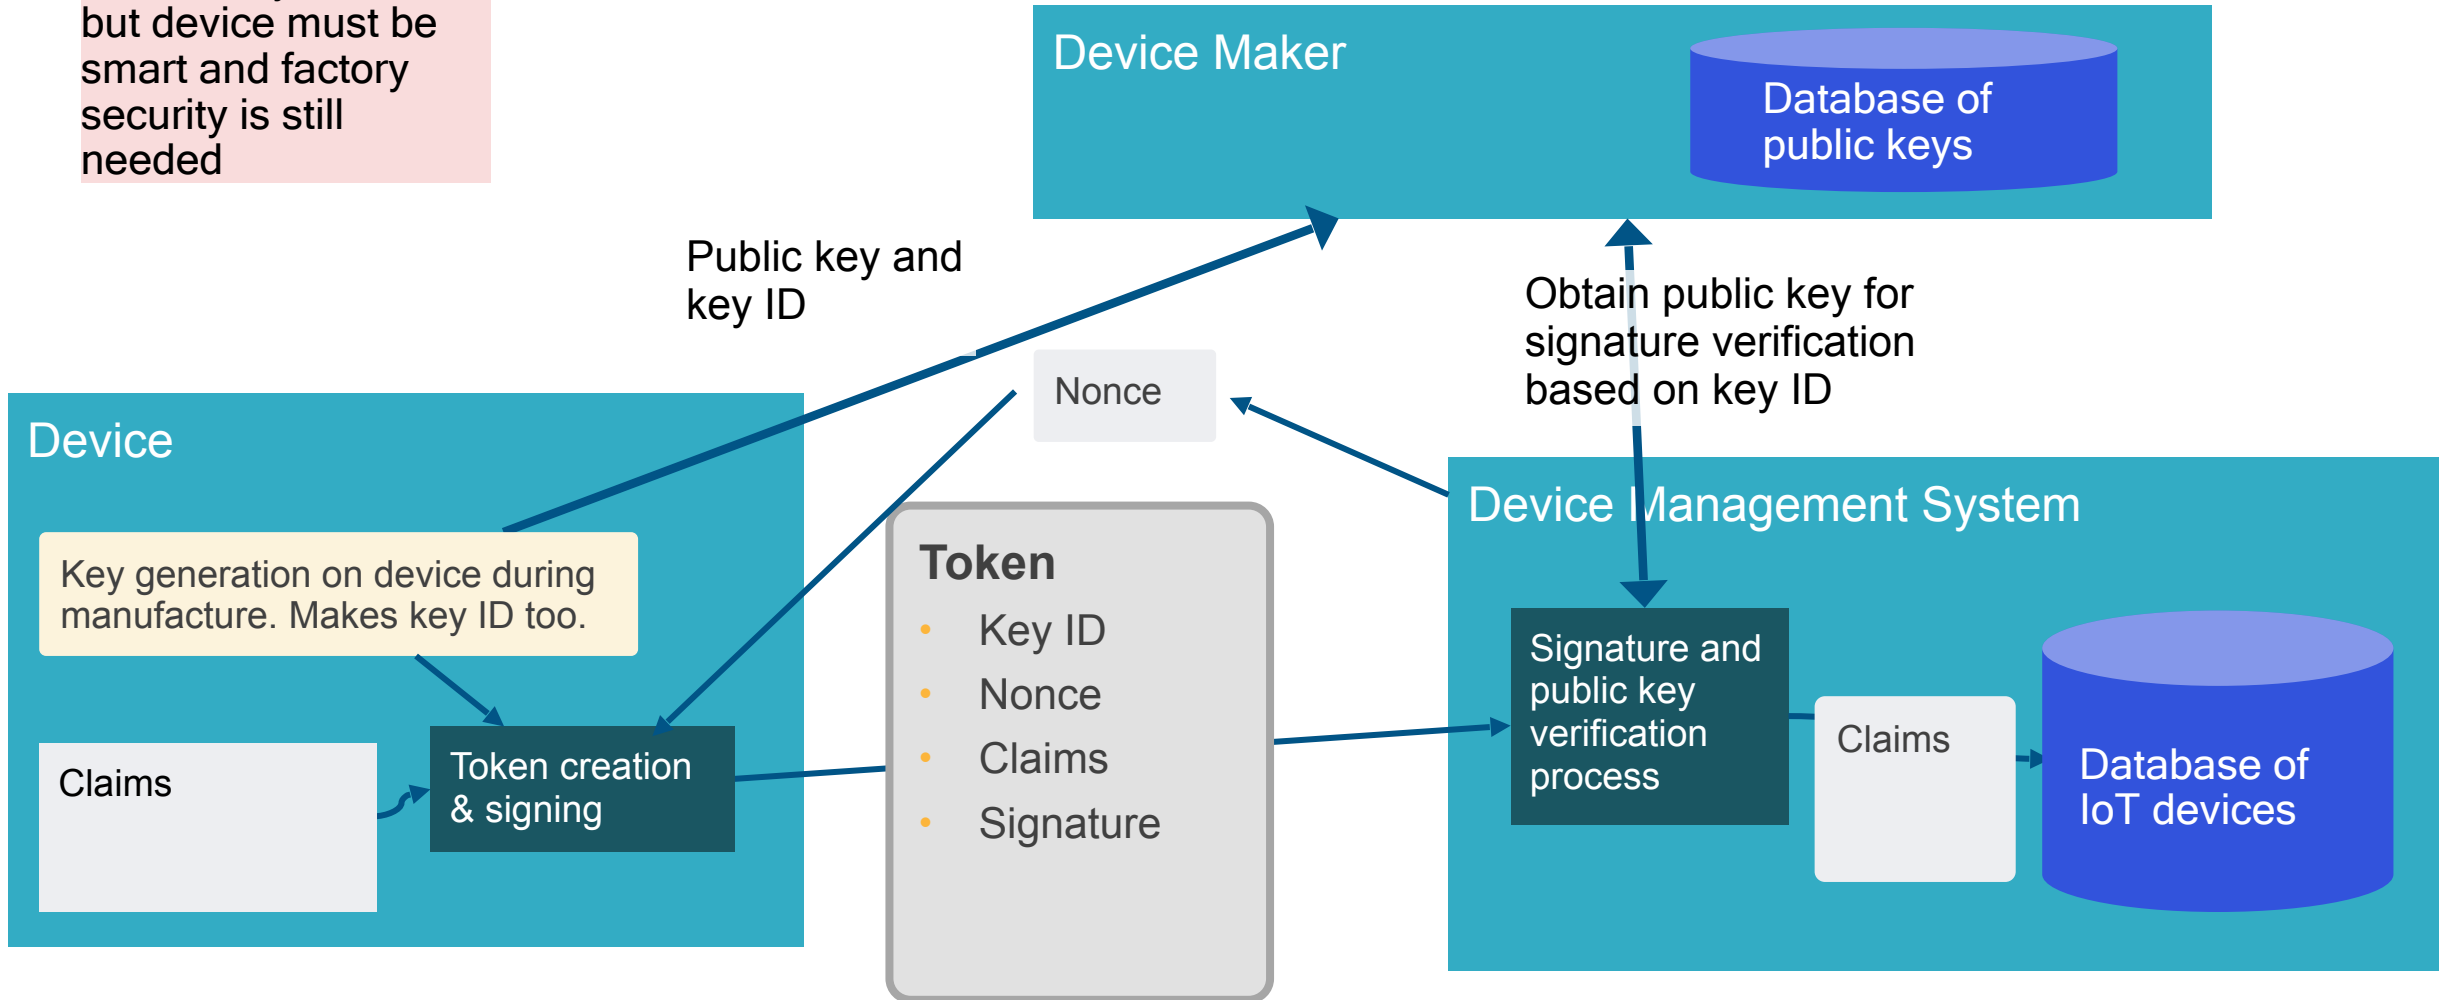 but device must be
smart and factory
security is still
needed
Device Maker
Database of
public keys
Public key and
key ID
Obtain public key for
signature verification
based on key ID
Nonce
Device
Key generation on device during
manufacture. Makes key ID too.
Claims
Token creation
& signing
Token
• Key ID
• Nonce
• Claims
• Signature
Device Management System
Signature and
public key
verification
process
Claims
Database of
IoT devices